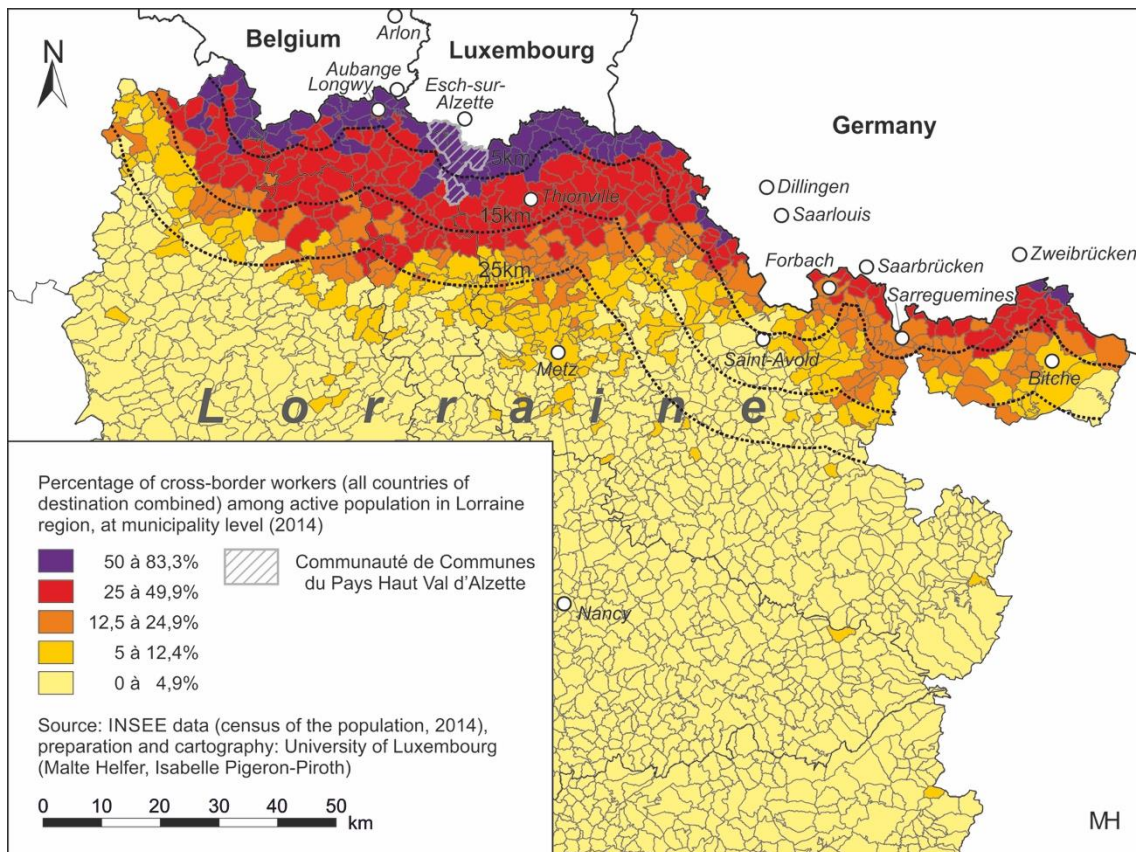 N
Belgium
Arlon
Luxembourg
Aubange
Longwy
Esch-sur-
Alzette
Germany
5km
Thionville
15km
25km
Dillingen
Saarlouis
Forbach
Saarbrücken
Zweibrücken
Sarreguemines
Saint-Avold
Bitche
Metz
Lorraine
Nancy
Percentage of cross-border workers (all countries of
destination combined) among active population in Lorraine
region, at municipality level (2014)
50 à 83,3%
25 à 49,9%
12,5 à 24,9%
5 à 12,4%
0 à 4,9%
Communauté de Communes
du Pays Haut Val d'Alzette
Source: INSEE data (census of the population, 2014),
preparation and cartography: University of Luxembourg
(Malte Helfer, Isabelle Pigeron-Piroth)
0 10 20 30 40 50
km
MH